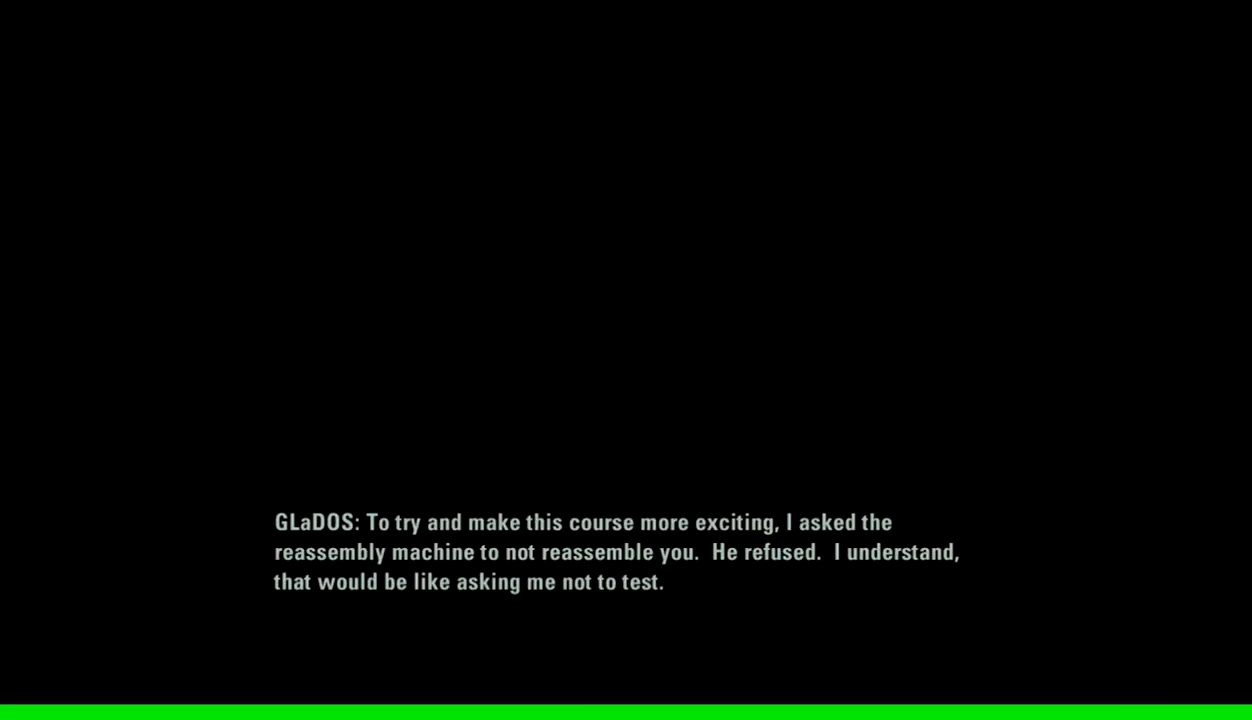 GLaDOS: To try and make this course more exciting, I asked the
reassembly machine to not reassemble you.  He refused.  I understand,
that would be like asking me not to test.